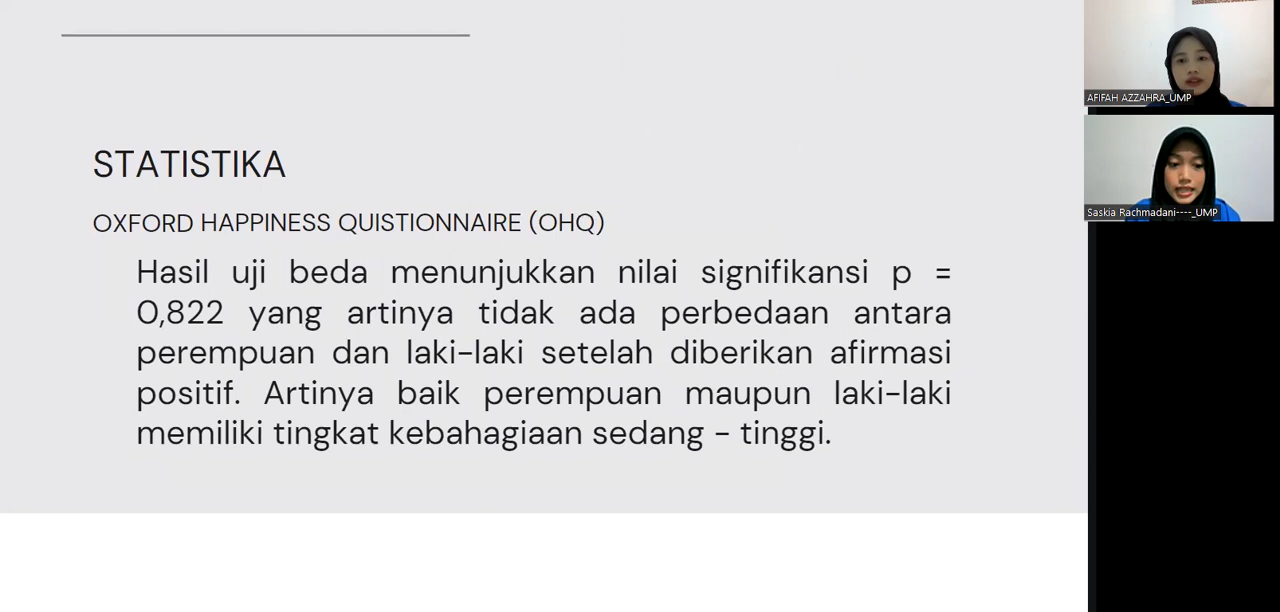 STATISTIKA
OXFORD HAPPINESS QUISTIONNAIRE (OHQ)
Hasil uji beda menunjukkan nilai signifikansi p =
0,822 yang artinya tidak ada perbedaan antara
perempuan dan laki-laki setelah diberikan afirmasi
positif. Artinya baik perempuan maupun laki-laki
memiliki tingkat kebahagiaan sedang - tinggi.
AFIFAH AZZAHRA_UMP
Saskia Rachmadani----_UMP